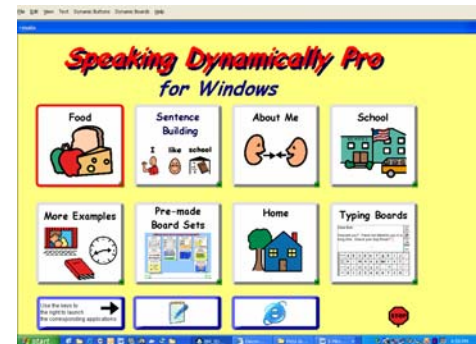 File Edit View Text Dynamic Buttons Dynamic Boards Help
Speaking Dynamically Pro
for Windows
Food
Sentence
Building
I like school
About Me
School
More Examples
Pre-made
Board Sets
Home
Typing Boards
Use the keys to
the right to launch
the corresponding applications
STOP
start